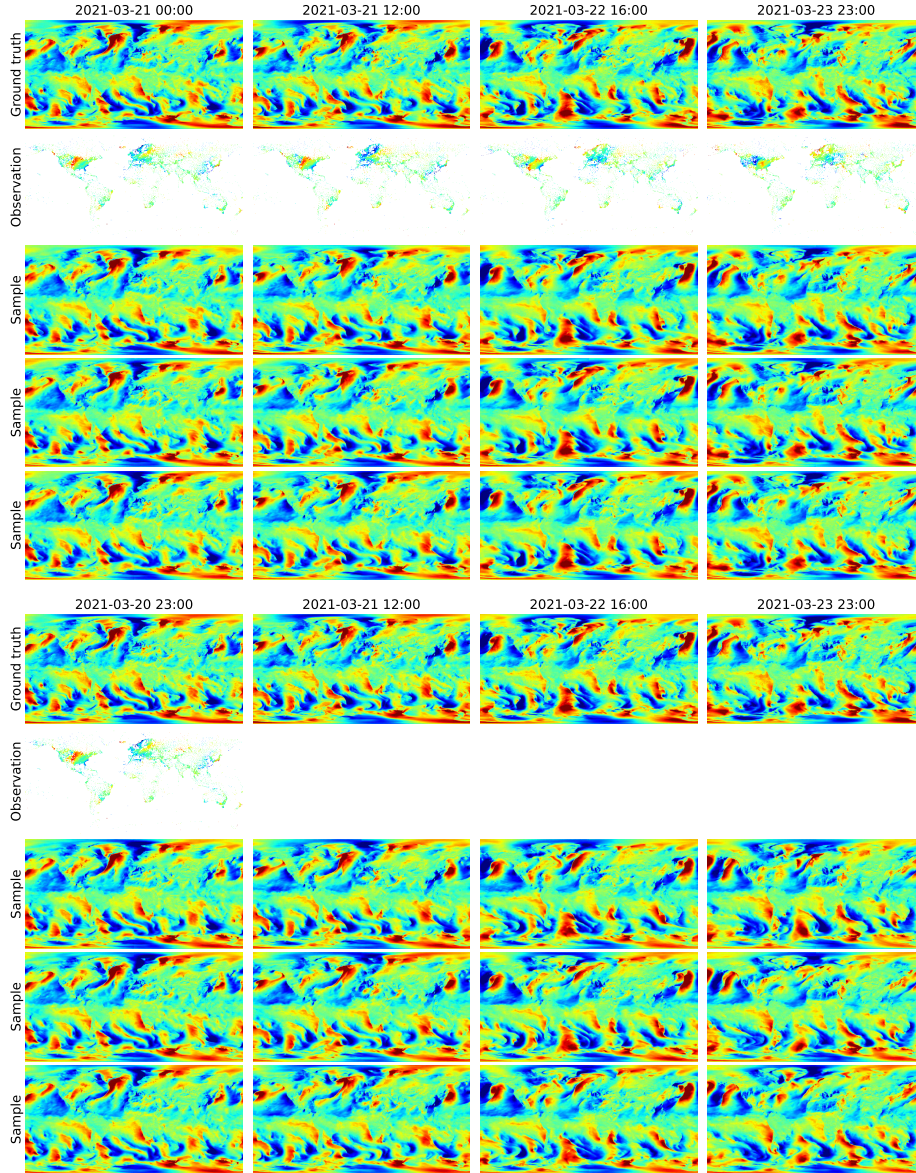 2021-03-21 00:00 2021-03-21 12:00 2021-03-22 16:00 2021-03-23 23:00
Ground truth
Observation
Sample
Sample
Sample
2021-03-20 23:00 2021-03-21 12:00 2021-03-22 16:00 2021-03-23 23:00
Ground truth
Observation
Sample
Sample
Sample